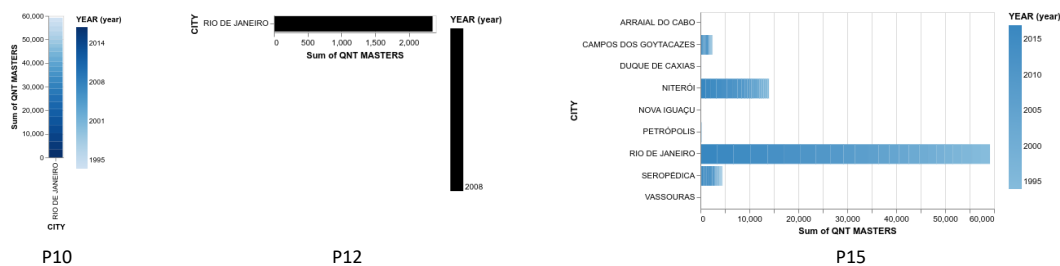 60,000
50,000
40,000
30,000
20,000
10,000
0
Sum of QNT MASTERS
RIO DE JANEIRO
CITY
YEAR (year)
2014
2008
2001
1995
P10
CITY
RIO DE JANEIRO
0 500 1,000 1,500 2,000
Sum of QNT MASTERS
YEAR (year)
2008
P12
CITY
ARRAIAL DO CABO
CAMPOS DOS GOYTACAZES
DUQUE DE CAXIAS
NITERÓI
NOVA IGUAÇU
PETRÓPOLIS
RIO DE JANEIRO
SEROPÉDICA
VASSOURAS
0 10,000 20,000 30,000 40,000 50,000 60,000
Sum of QNT MASTERS
YEAR (year)
2015
2010
2005
2000
1995
P15